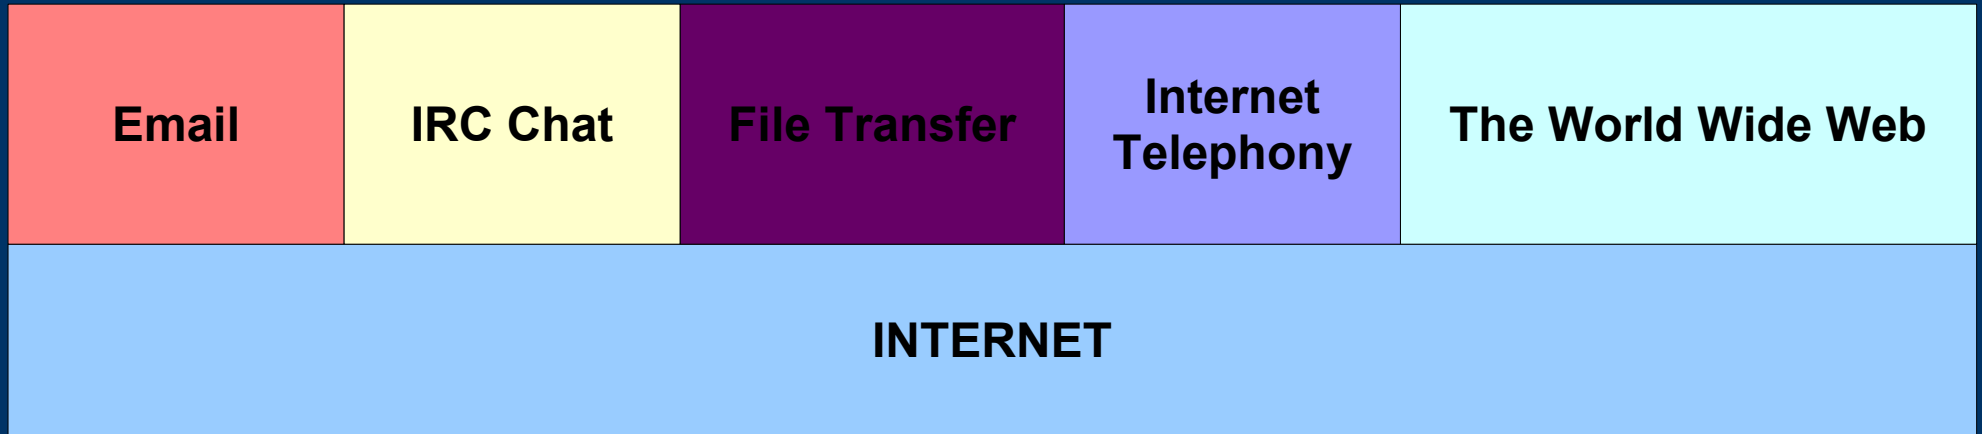 Email
IRC Chat
File Transfer
Internet
Telephony
The World Wide Web
INTERNET